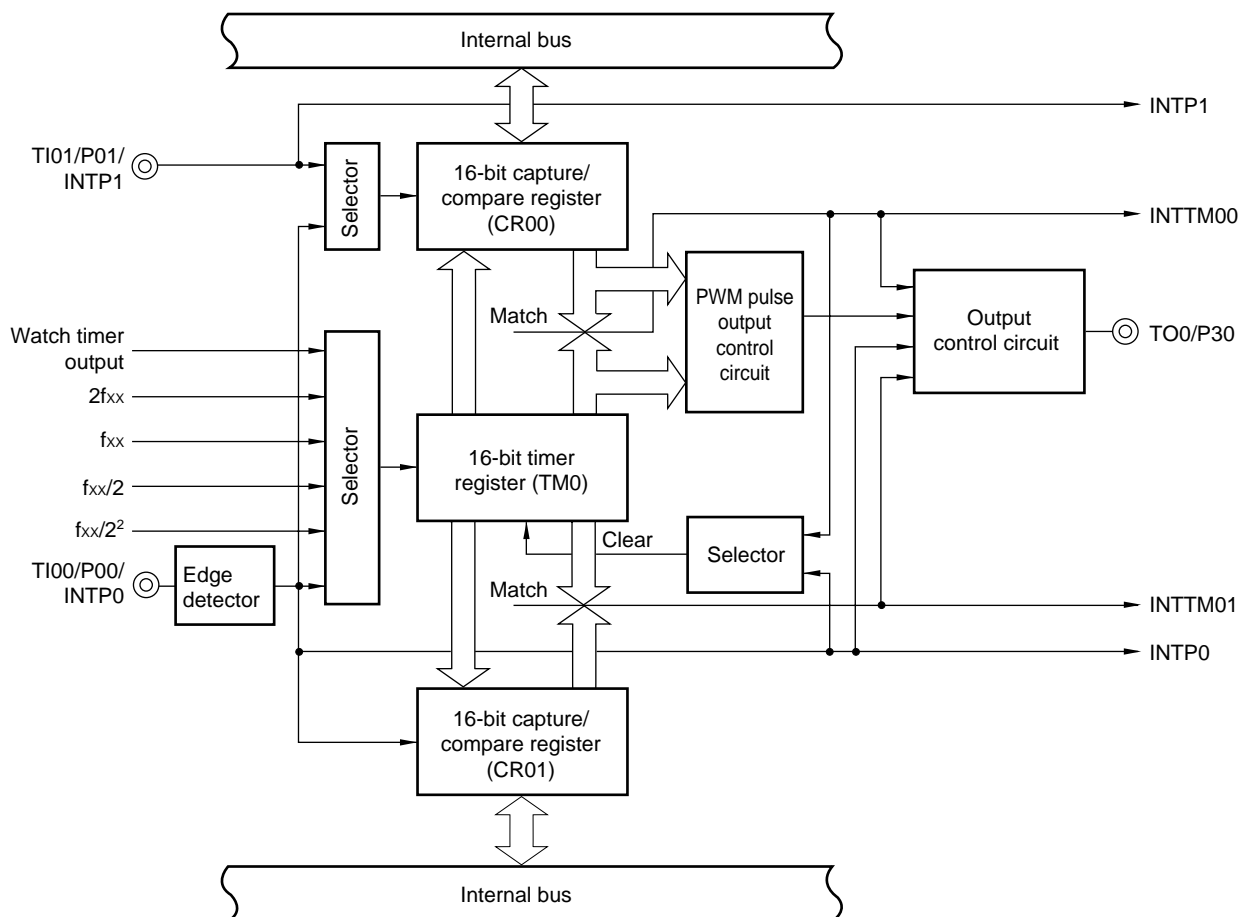 Internal bus
INTP1
TI01/P01/
INTP1
Selector
16-bit capture/
compare register
(CR00)
INTTM00
PWM pulse
output
control
circuit
Output
control circuit
TO0/P30
Match
Watch timer
output
2fxx
fxx
fxx/2
fxx/2²
Selector
16-bit timer
register (TM0)
Clear
Selector
TI00/P00/
INTP0
Edge
detector
Match
INTTM01
INTP0
16-bit capture/
compare register
(CR01)
Internal bus